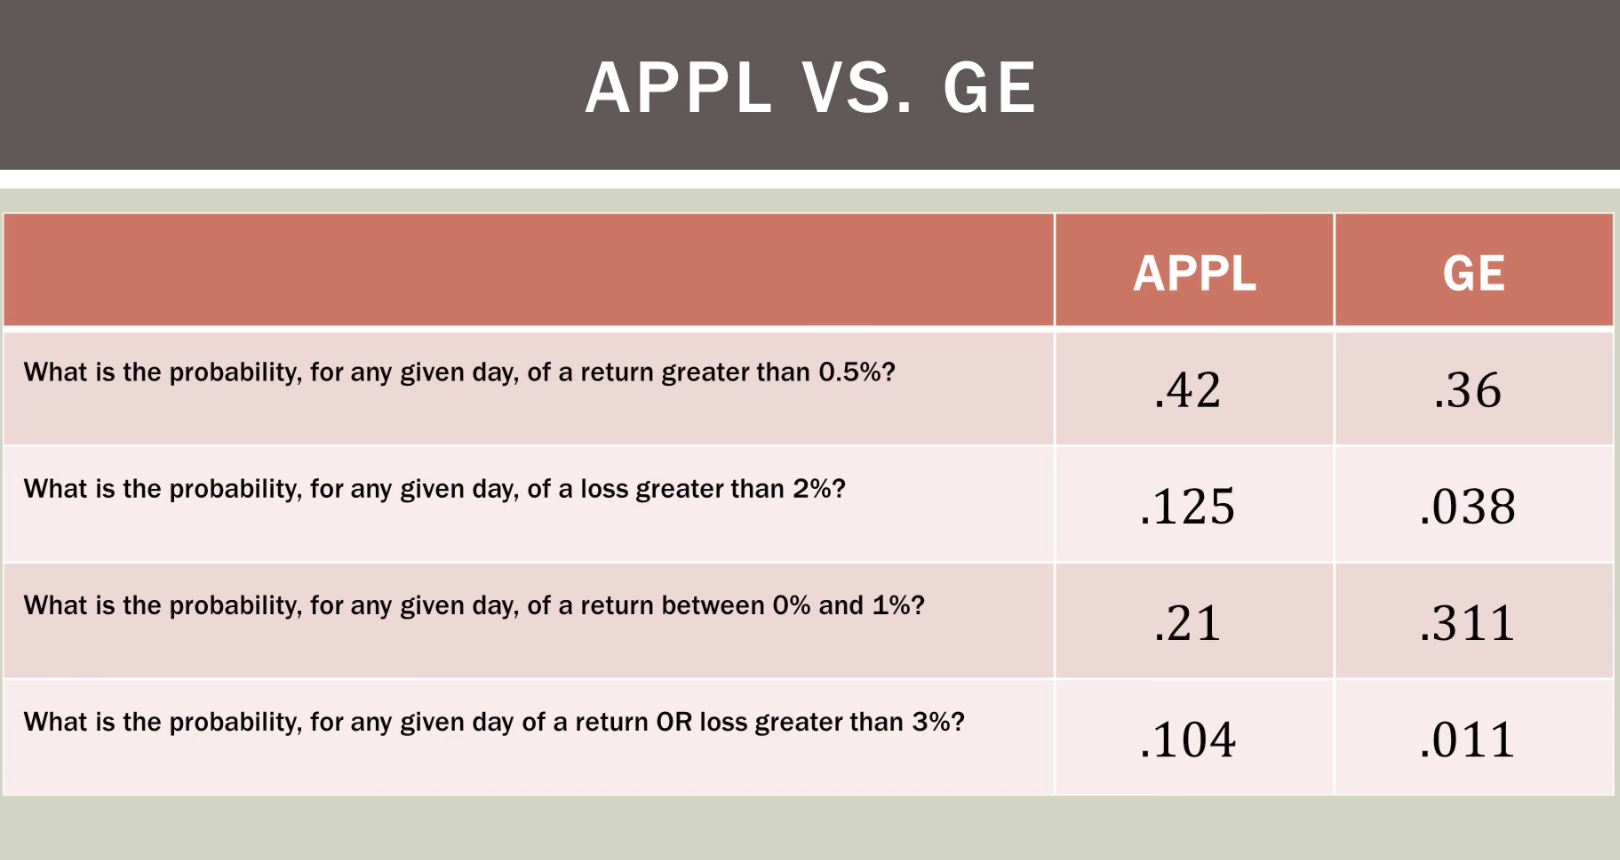 APPL VS. GE
APPL GE
What is the probability, for any given day, of a return greater than 0.5%? .42 .36
What is the probability, for any given day, of a loss greater than 2%? .125 .038
What is the probability, for any given day, of a return between 0% and 1%? .21 .311
What is the probability, for any given day of a return OR loss greater than 3%? .104 .011